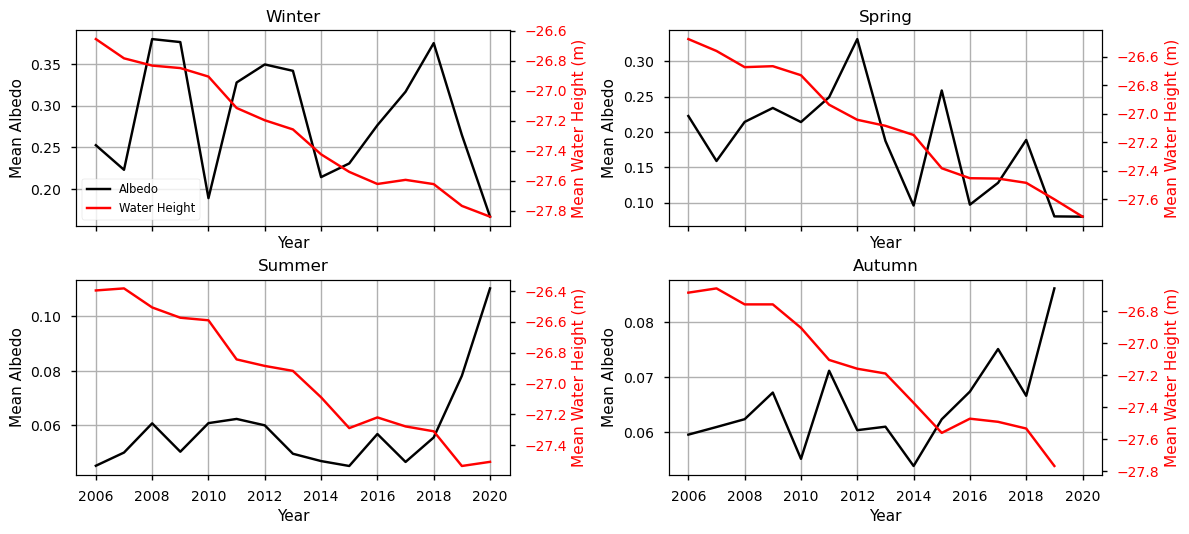 Winter
Mean Albedo
0.35
0.30
0.25
0.20
Albedo
Water Height
−26.6
−26.8
−27.0
−27.2
−27.4
−27.6
−27.8
Mean Water Height (m)
Year
Spring
Mean Albedo
0.30
0.25
0.20
0.15
0.10
−26.6
−26.8
−27.0
−27.2
−27.4
−27.6
Mean Water Height (m)
Year
Summer
Mean Albedo
0.10
0.08
0.06
−26.4
−26.6
−26.8
−27.0
−27.2
−27.4
Mean Water Height (m)
2006 2008 2010 2012 2014 2016 2018 2020
Year
Autumn
Mean Albedo
0.08
0.07
0.06
−26.8
−27.0
−27.2
−27.4
−27.6
−27.8
Mean Water Height (m)
2006 2008 2010 2012 2014 2016 2018 2020
Year